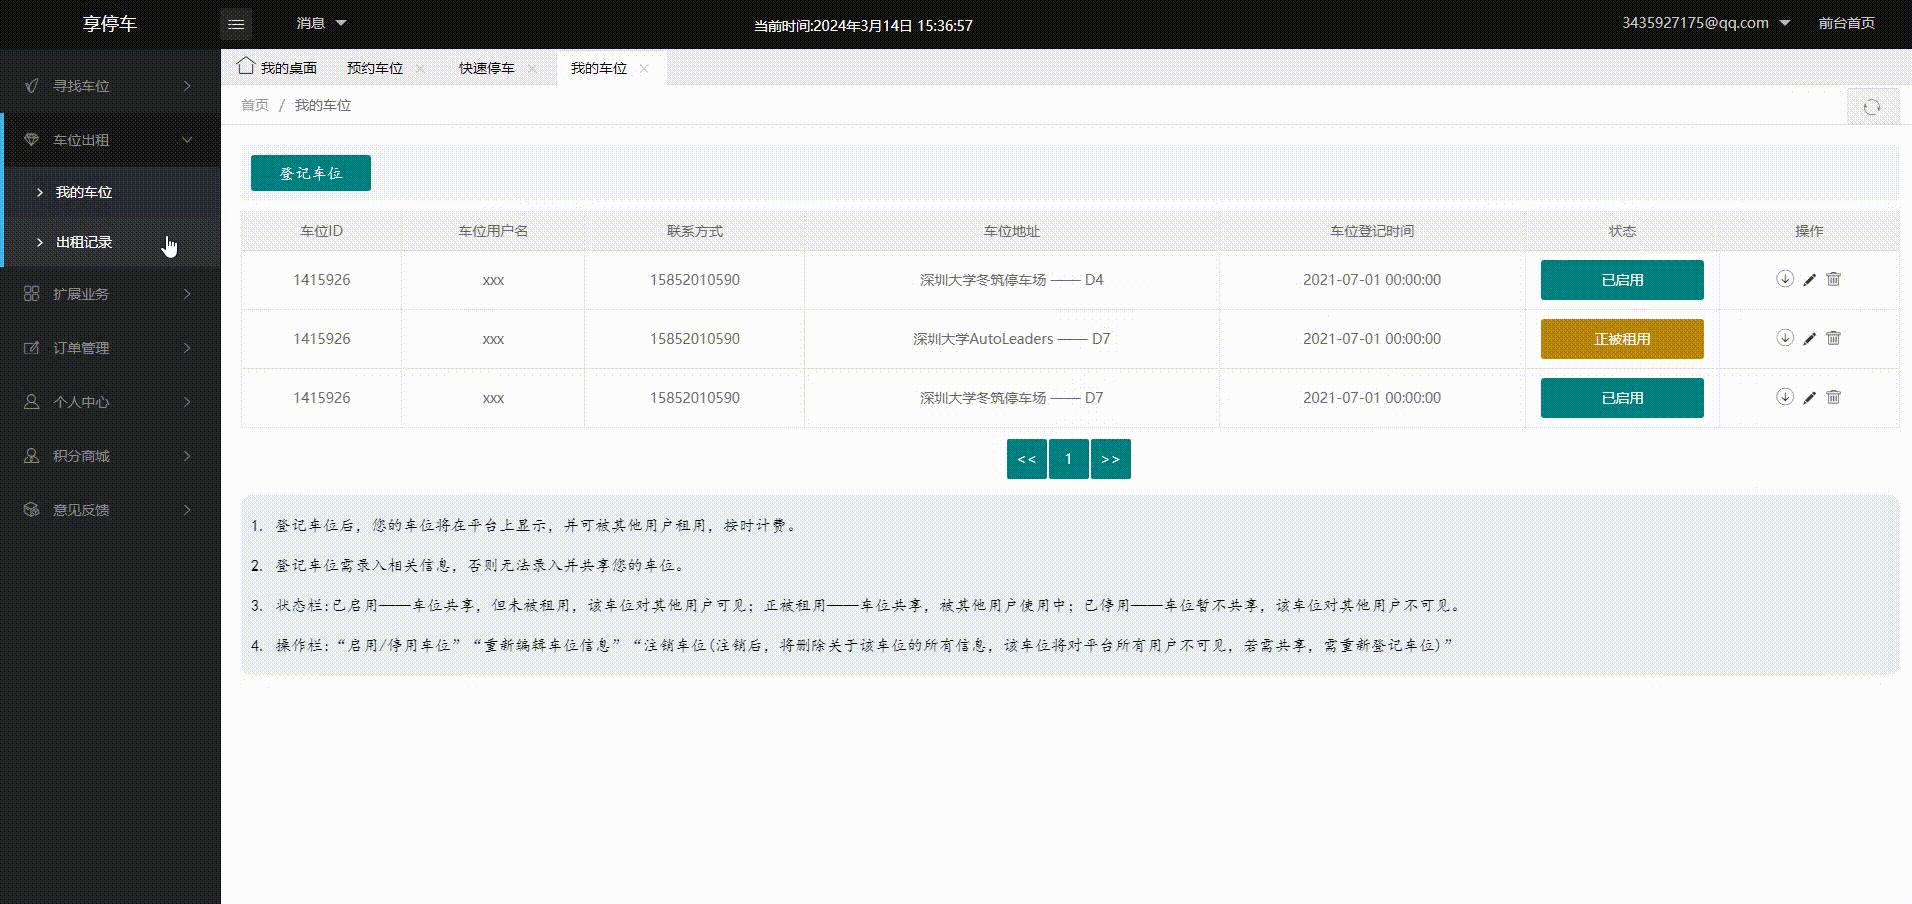 享停车
消息
当前时间:2024年3月14日 15:36:57
3435927175@qq.com
前台首页
寻找车位
车位出租
我的车位
出租记录
扩展业务
订单管理
个人中心
积分商城
意见反馈
我的桌面 预约车位 快速停车 我的车位
首页 / 我的车位
登记车位
车位ID 车位用户名 联系方式 车位地址 车位登记时间 状态 操作
1415926 xxx 15852010590 深圳大学冬筑停车场 —— D4 2021-07-01 00:00:00 已启用
1415926 xxx 15852010590 深圳大学AutoLeaders —— D7 2021-07-01 00:00:00 正被租用
1415926 xxx 15852010590 深圳大学冬筑停车场 —— D7 2021-07-01 00:00:00 已启用
<< 1 >>
1. 登记车位后，您的车位将在平台上显示，并可被其他用户租用，按时计费。
2. 登记车位需录入相关信息，否则无法录入并共享您的车位。
3. 状态栏:已启用——车位共享，但未被租用，该车位对其他用户可见；正被租用——车位共享，被其他用户使用中；已停用——车位暂不共享，该车位对其他用户不可见。
4. 操作栏:“启用/停用车位”“重新编辑车位信息”“注销车位(注销后，将删除关于该车位的所有信息，该车位将对平台所有用户不可见，若需共享，需重新登记车位)”